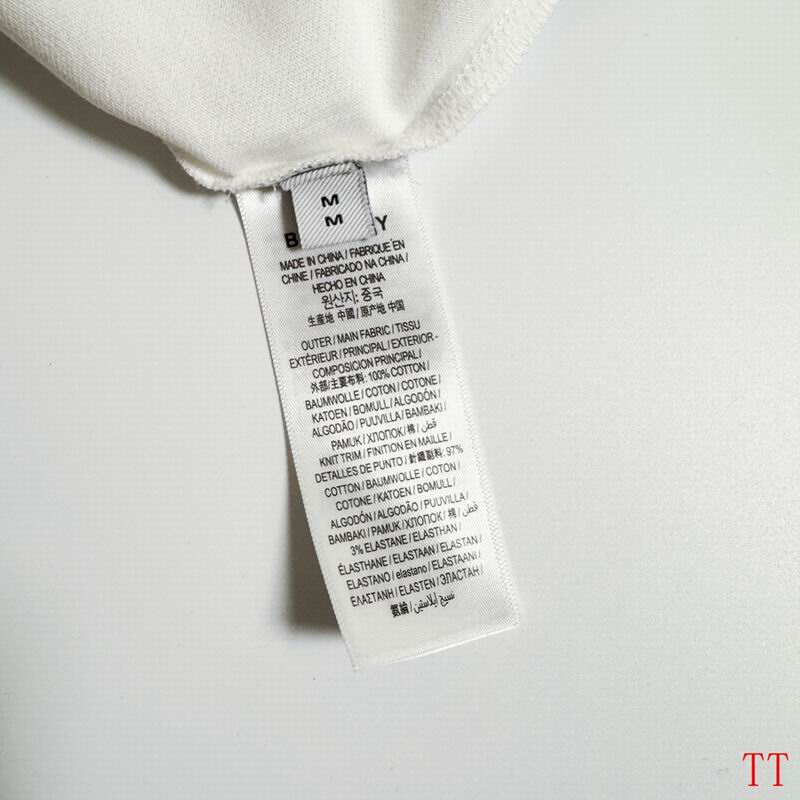 M
M
MADE IN CHINA / FABRIQUÉ EN
CHINE / FABRICADO NA CHINA /
HECHO EN CHINA
원산지: 중국
生産地 中國 / 原产地 中国
OUTER / MAIN FABRIC / TISSU
EXTÉRIEUR / PRINCIPAL / EXTERIOR -
COMPOSICION PRINCIPAL /
外部/主要布料: 100% COTTON /
BAUMWOLLE / COTON / COTONE /
KATOEN / BOMULL / ALGODÓN /
ALGODÃO / PUUVILLA / BAMBAKI /
PAMUK / ХЛОПОК / 棉 / قطن
KNIT TRIM / FINITION EN MAILLE /
DETALLES DE PUNTO / 針織副料: 97%
COTTON / BAUMWOLLE / COTON /
COTONE / KATOEN / BOMULL /
ALGODÓN / ALGODÃO / PUUVILLA /
BAMBAKI / PAMUK / ХЛОПОК / 棉 / قطن
3% ELASTANE / ELASTHAN /
ÉLASTHANE / ELASTAAN / ELASTAN /
ELASTANO / elastano / ELASTAANI /
ΕΛΑΣΤΑΝΗ / ELASTEN / ЭЛАСТАН /
氨綸 / نسيج إيلاستين
TT